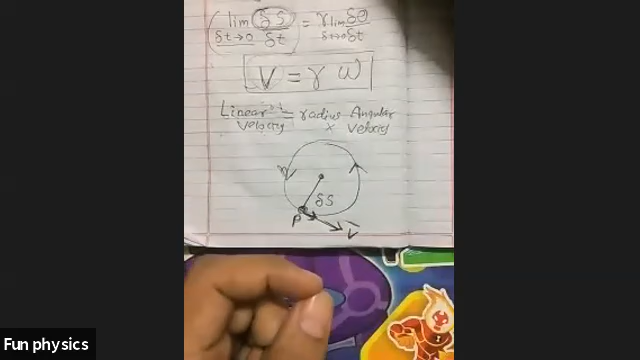 lim δS = r lim δθ
δt→0 δt δt→0 δt
V = r ω
Linear = radius Angular
Velocity × Velocity
r
δS
P
V
Fun physics